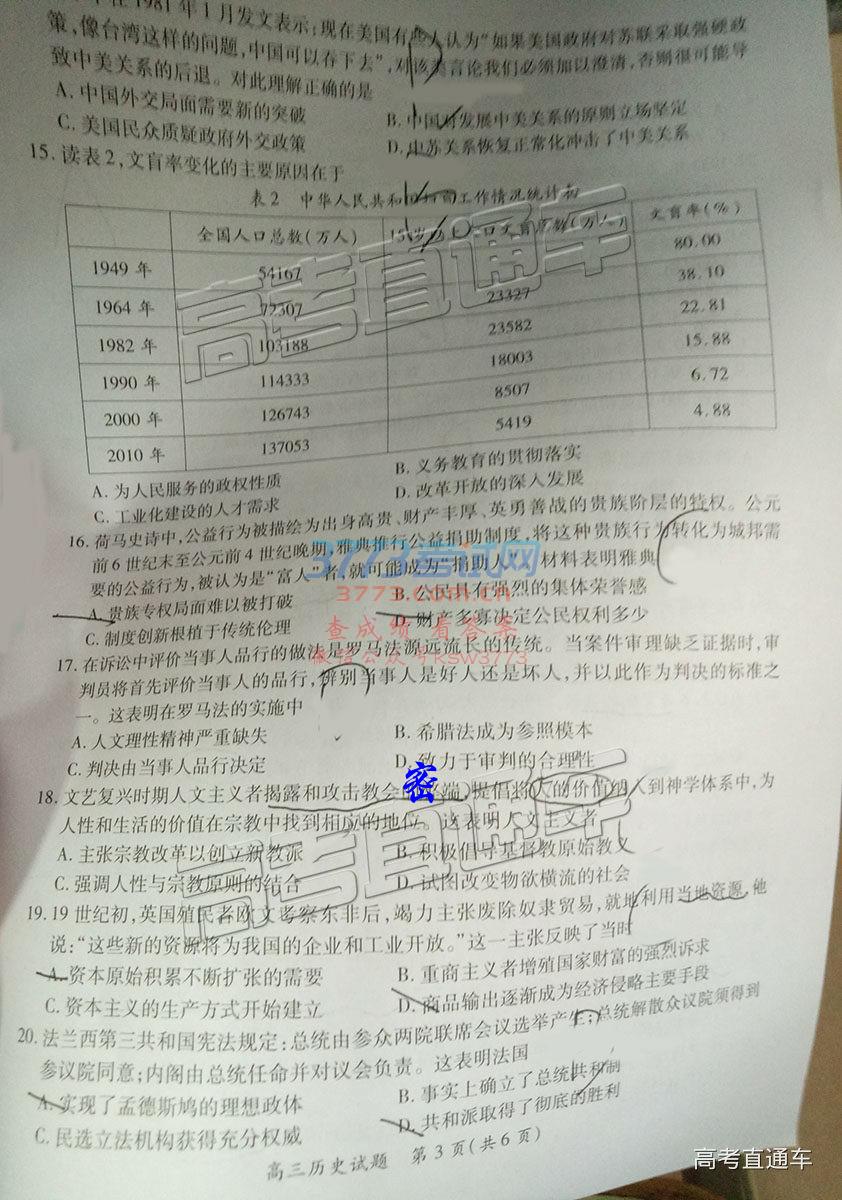 年在1981年1月发文表示:现在美国有些人认为“如果美国政府对苏联采取强硬政
策,像台湾这样的问题,中国可以吞下去”,对该类言论我们必须加以澄清,否则很可能导
致中美关系的后退。对此理解正确的是
A. 中国外交局面需要新的突破
B. 中国对发展中美关系的原则立场坚定
C. 美国民众质疑政府外交政策
D. 中苏关系恢复正常化冲击了中美关系
15. 读表2,文盲率变化的主要原因在于
表2 中华人民共和国扫盲工作情况统计
全国人口总数(万人) 15岁 人口文盲 数(万人) 文盲率(%)
1949年 54167 80.00
1964年 72307 23327 38.10
1982年 103188 23582 22.81
1990年 114333 18003 15.88
2000年 126743 8507 6.72
2010年 137053 5419 4.88
A. 为人民服务的政权性质
B. 义务教育的贯彻落实
C. 工业化建设的人才需求
D. 改革开放的深入发展
16. 荷马史诗中,公益行为被描绘为出身高贵、财产丰厚、英勇善战的贵族阶层的特权。公元
前6世纪末至公元前4世纪晚期,雅典推行公益捐助制度,将这种贵族行为转化为城邦需
要的公益行为,被认为是“富人”者,就可能成为“捐助人”。材料表明雅典
A. 贵族专权局面难以被打破
B. 公民具有强烈的集体荣誉感
C. 制度创新根植于传统伦理
D. 财产多寡决定公民权利多少
17. 在诉讼中评价当事人品行的做法是罗马法源远流长的传统。当案件审理缺乏证据时,审
判员将首先评价当事人的品行,辨别当事人是好人还是坏人,并以此作为判决的标准之
一。这表明在罗马法的实施中
A. 人文理性精神严重缺失
B. 希腊法成为参照模本
C. 判决由当事人品行决定
D. 致力于审判的合理性
18. 文艺复兴时期人文主义者揭露和攻击教会 端,提倡将人的价值纳入到神学体系中,为
人性和生活的价值在宗教中找到相应的地位。这表明人文主义者
A. 主张宗教改革以创立新教派
B. 积极倡导基督教原始教义
C. 强调人性与宗教原则的结合
D. 试图改变物欲横流的社会
19. 19世纪初,英国殖民者欧文考察东非后,竭力主张废除奴隶贸易,就地利用当地资源,他
说:“这些新的资源将为我国的企业和工业开放。”这一主张反映了当时
A. 资本原始积累不断扩张的需要
B. 重商主义者增殖国家财富的强烈诉求
C. 资本主义的生产方式开始建立
D. 商品输出逐渐成为经济侵略主要手段
20. 法兰西第三共和国宪法规定:总统由参众两院联席会议选举产生;总统解散众议院须得到
参议院同意;内阁由总统任命并对议会负责。这表明法国
A. 实现了孟德斯鸠的理想政体
B. 事实上确立了总统共和制
C. 民选立法机构获得充分权威
D. 共和派取得了彻底的胜利
高三历史试题 第3页(共6页)
高考直通车
3773考试网
3773.com.cn
查成绩 看答案
微信公众号ksw3773
密
高考直通车
高考直通车